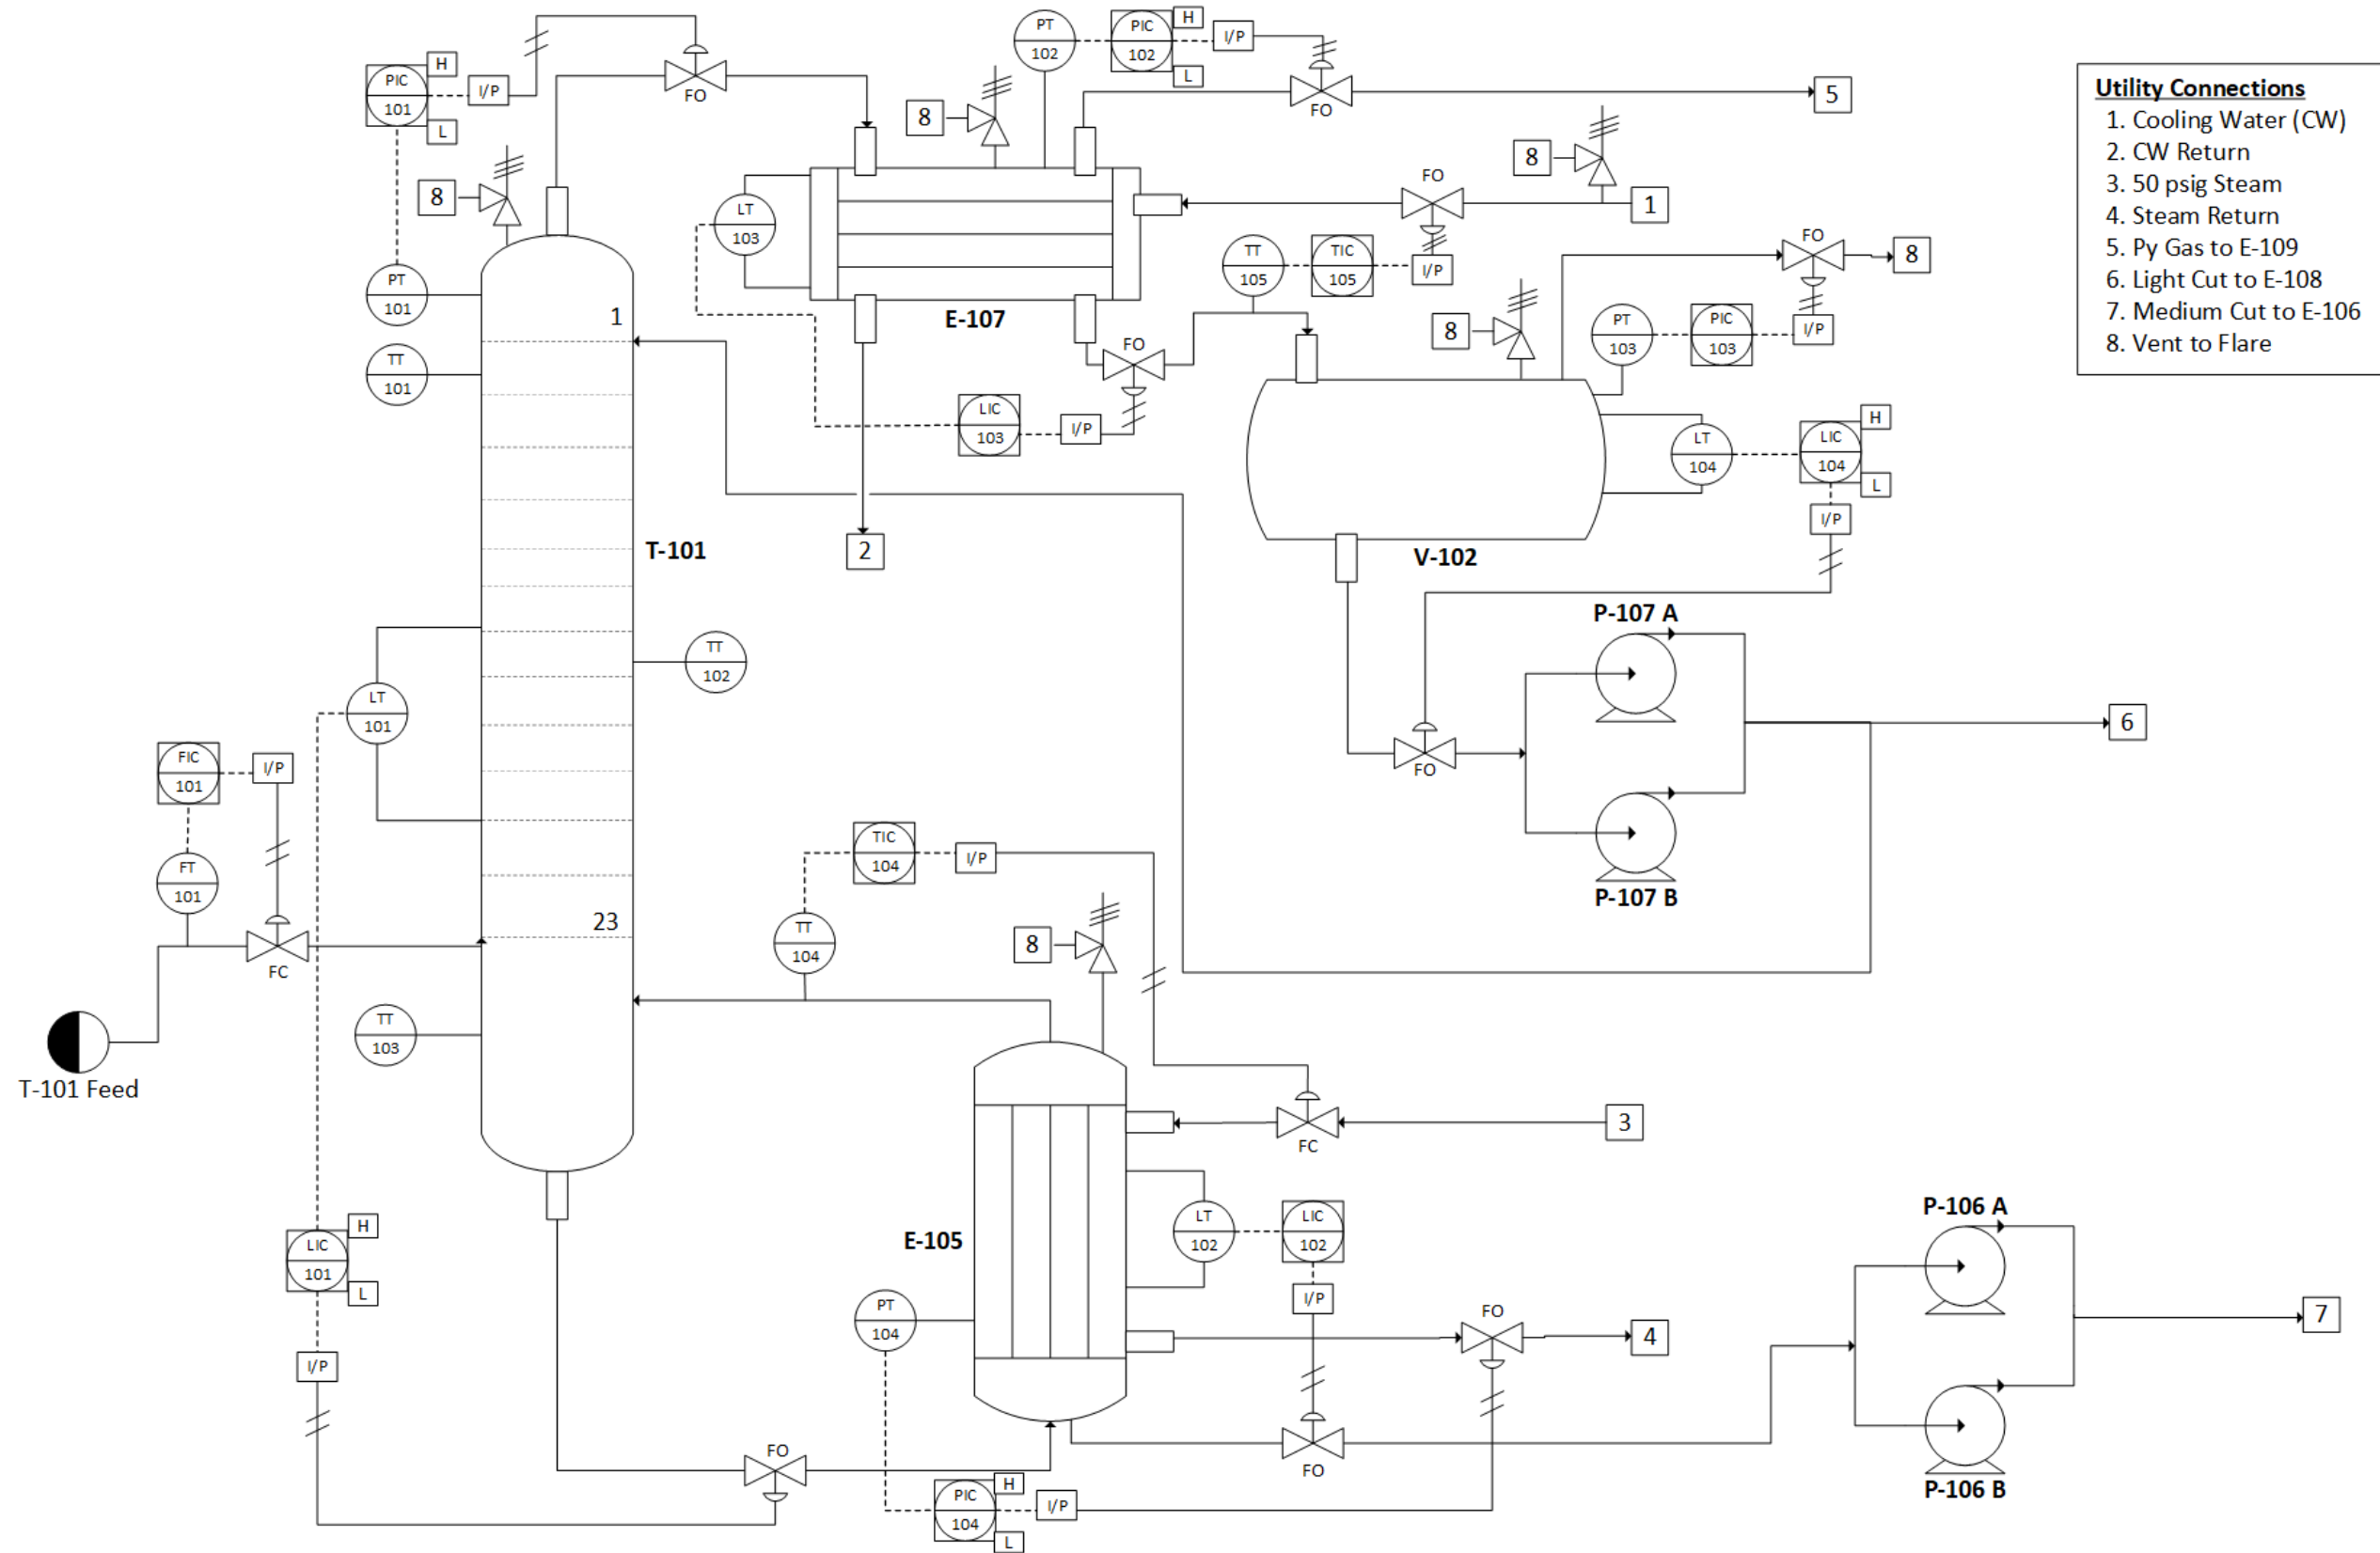 PT
102
PIC
102
H
L
I/P
FO
5
PIC
101
H
L
I/P
FO
8
8
8
FO
1
Utility Connections
1. Cooling Water (CW)
2. CW Return
3. 50 psig Steam
4. Steam Return
5. Py Gas to E-109
6. Light Cut to E-108
7. Medium Cut to E-106
8. Vent to Flare
LT
103
TT
105
TIC
105
I/P
FO
8
PT
101
1
E-107
FO
8
PT
103
PIC
103
I/P
TT
101
LIC
103
I/P
LT
104
LIC
104
H
L
I/P
T-101
2
V-102
P-107 A
TT
102
LT
101
FO
6
FIC
101
I/P
TIC
104
I/P
FT
101
P-107 B
23
TT
104
8
FC
TT
103
T-101 Feed
FC
3
LT
102
LIC
102
I/P
E-105
P-106 A
LIC
101
H
L
I/P
PT
104
FO
4
7
FO
FO
PIC
104
H
L
I/P
P-106 B